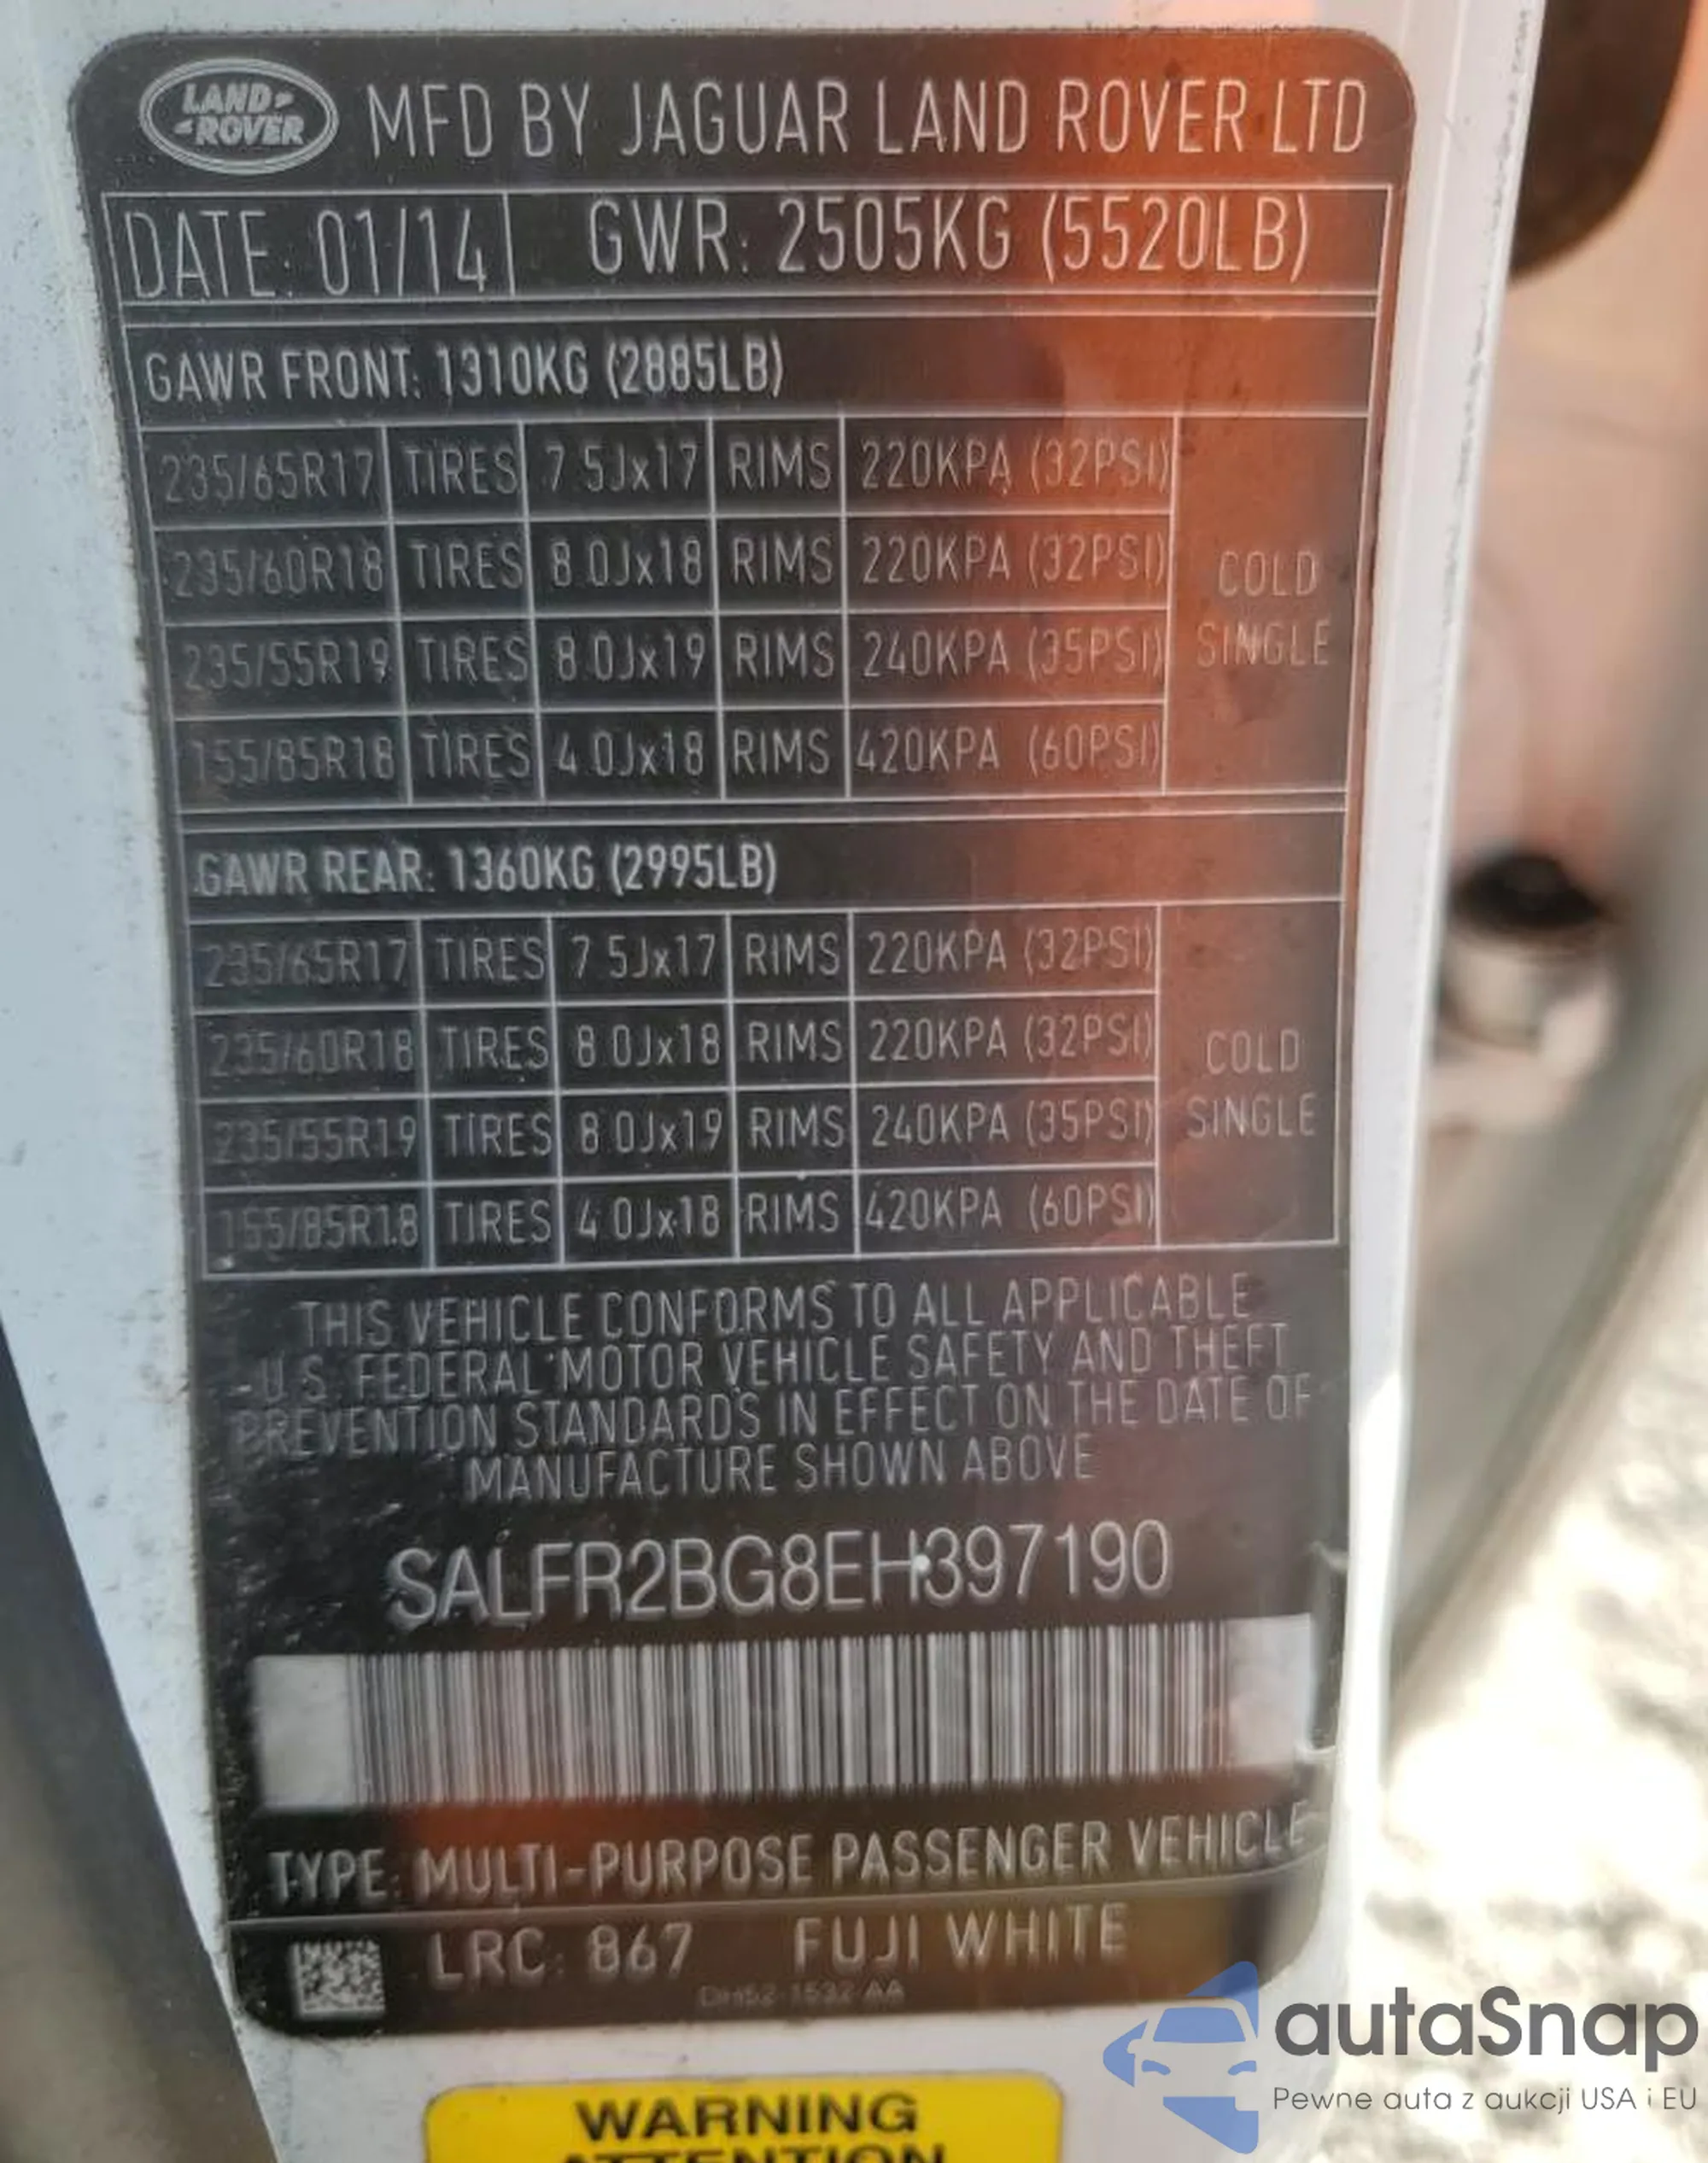 LAND ROVER MFD BY JAGUAR LAND ROVER LTD
DATE: 01/14 GWR: 2505KG (5520LB)
GAWR FRONT: 1310KG (2885LB)
235/65R17 TIRES 7.5Jx17 RIMS 220KPA (32PSI)
235/60R18 TIRES 8.0Jx18 RIMS 220KPA (32PSI)
235/55R19 TIRES 8.0Jx19 RIMS 240KPA (35PSI)
155/85R18 TIRES 4.0Jx18 RIMS 420KPA (60PSI)
COLD
SINGLE
GAWR REAR: 1360KG (2995LB)
235/65R17 TIRES 7.5Jx17 RIMS 220KPA (32PSI)
235/60R18 TIRES 8.0Jx18 RIMS 220KPA (32PSI)
235/55R19 TIRES 8.0Jx19 RIMS 240KPA (35PSI)
155/85R18 TIRES 4.0Jx18 RIMS 420KPA (60PSI)
COLD
SINGLE
THIS VEHICLE CONFORMS TO ALL APPLICABLE
U.S. FEDERAL MOTOR VEHICLE SAFETY AND THEFT
PREVENTION STANDARDS IN EFFECT ON THE DATE OF
MANUFACTURE SHOWN ABOVE
SALFR2BG8EH397190
TYPE: MULTI-PURPOSE PASSENGER VEHICLE
LRC: 867 FUJI WHITE
WARNING
ATTENTION
autaSnap
Pewne auta z aukcji USA i EU